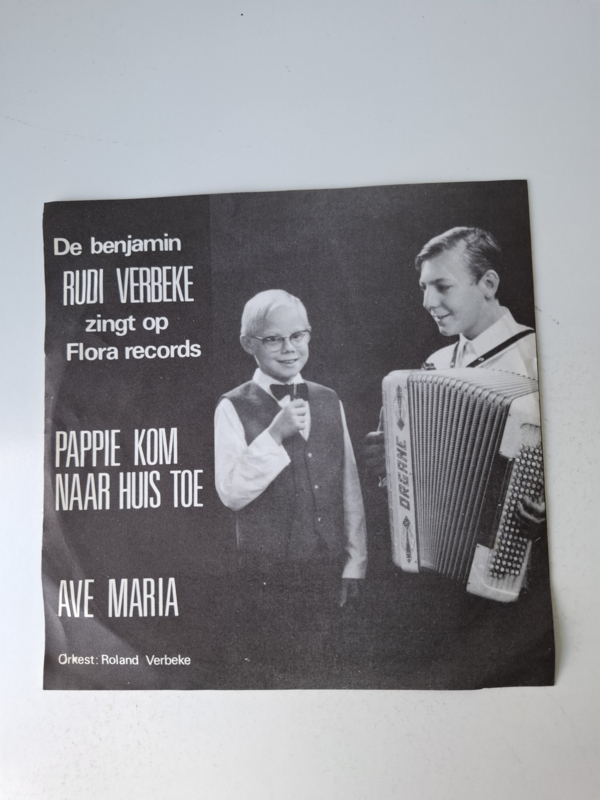 De benjamin
RUDI VERBEKE
zingt op
Flora records
PAPPIE KOM
NAAR HUIS TOE
AVE MARIA
Orkest: Roland Verbeke
ORGANE